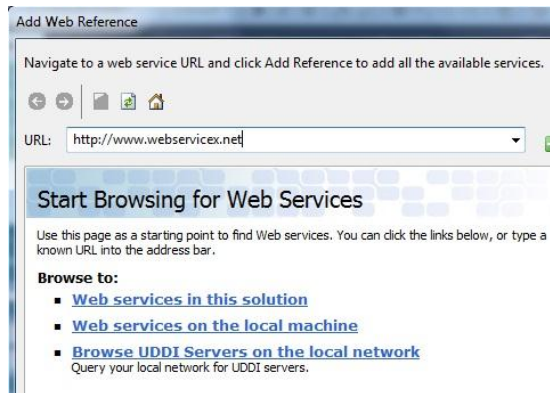 Add Web Reference
Navigate to a web service URL and click Add Reference to add all the available services.
URL: http://www.webservicex.net
Start Browsing for Web Services
Use this page as a starting point to find Web services. You can click the links below, or type a
known URL into the address bar.
Browse to:
Web services in this solution
Web services on the local machine
Browse UDDI Servers on the local network
Query your local network for UDDI servers.